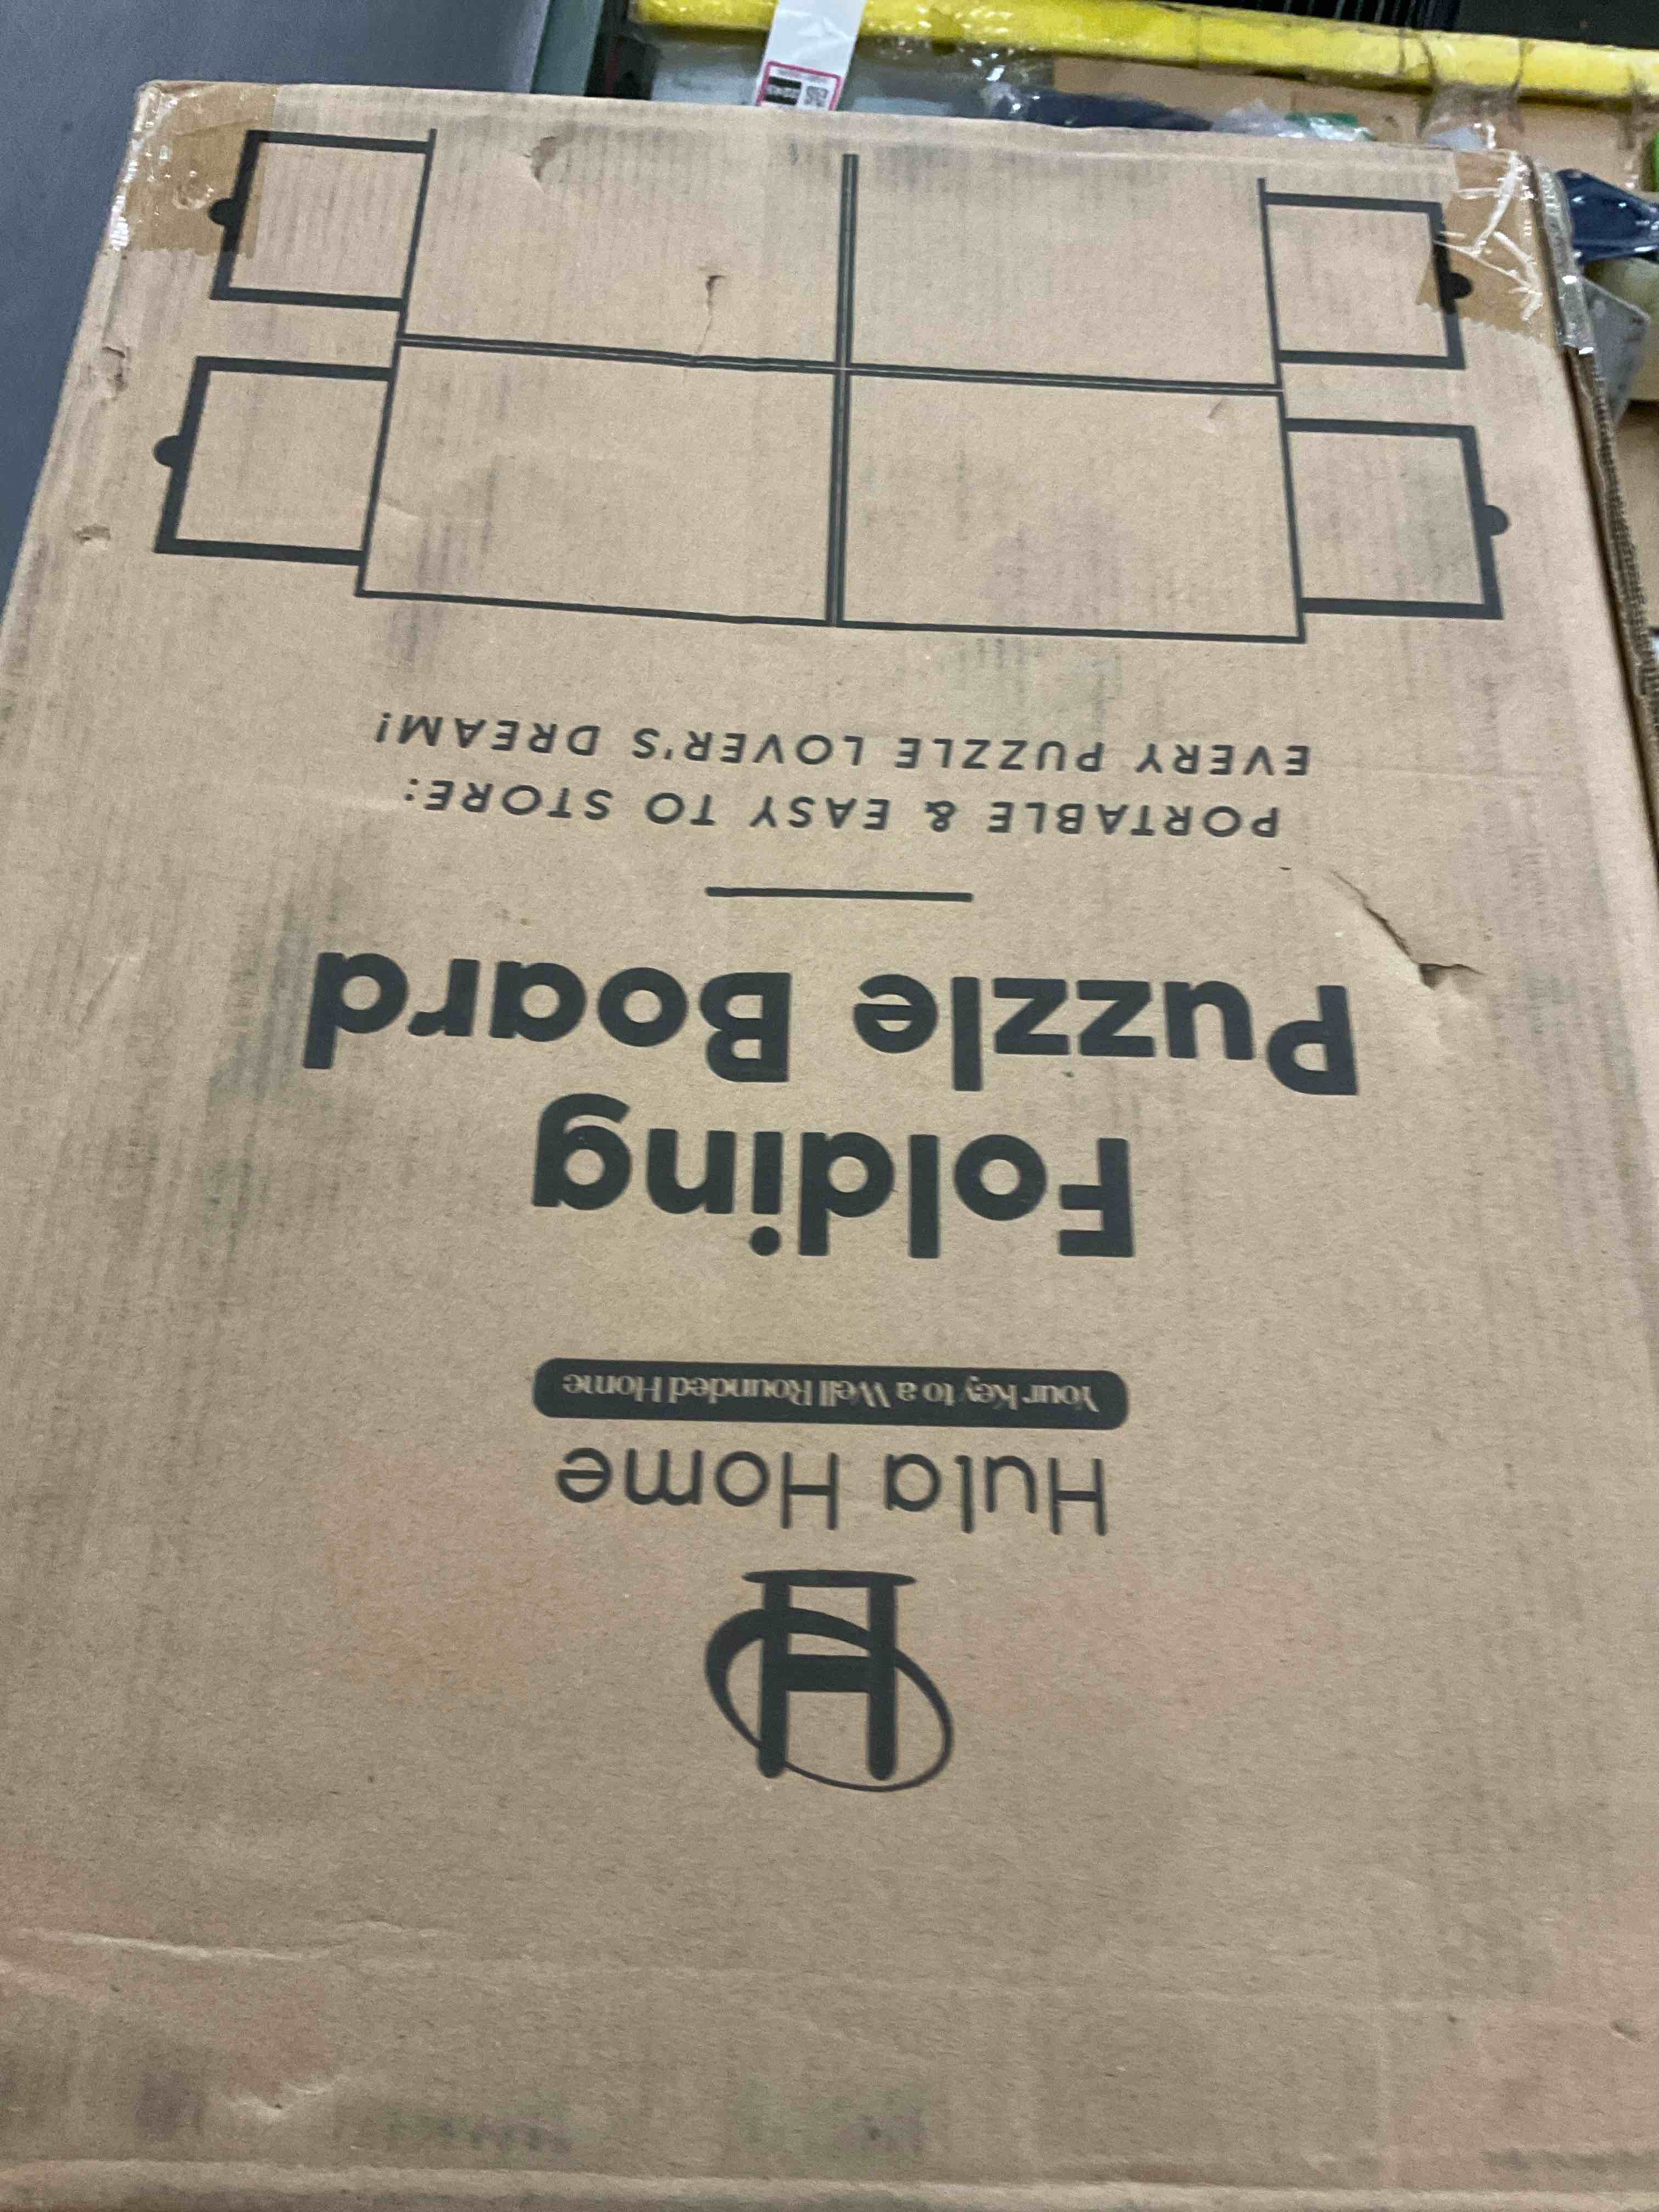 Hula Home
Your Key to a Well Rounded Home
Folding
Puzzle Board
PORTABLE & EASY TO STORE:
EVERY PUZZLE LOVER'S DREAM!